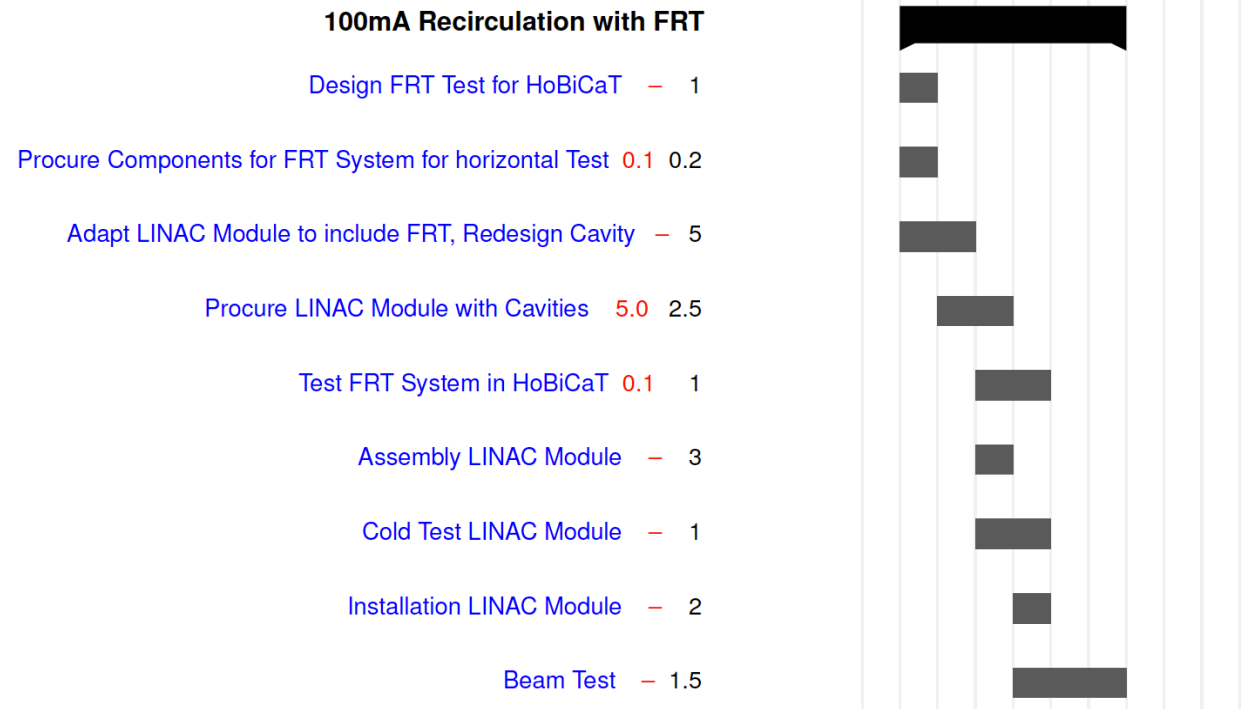 100mA Recirculation with FRT
Design FRT Test for HoBiCaT – 1
Procure Components for FRT System for horizontal Test 0.1 0.2
Adapt LINAC Module to include FRT, Redesign Cavity – 5
Procure LINAC Module with Cavities 5.0 2.5
Test FRT System in HoBiCaT 0.1 1
Assembly LINAC Module – 3
Cold Test LINAC Module – 1
Installation LINAC Module – 2
Beam Test – 1.5